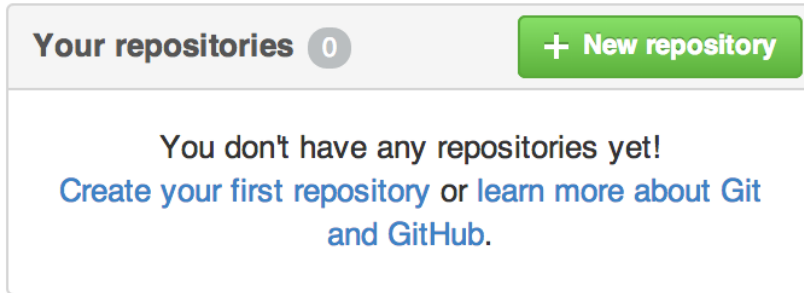 Your repositories 0
+ New repository
You don't have any repositories yet!
Create your first repository or learn more about Git
and GitHub.